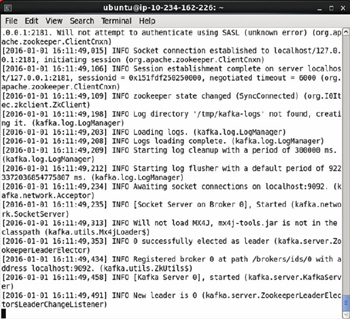 ubuntu@ip-10-234-162-226: ~
File Edit View Search Terminal Help
.0.0.1:2181. Will not attempt to authenticate using SASL (unknown error) (org.a
pache.zookeeper.ClientCnxn)
[2016-01-01 16:11:49,015] INFO Socket connection established to localhost/127.0.
0.1:2181, initiating session (org.apache.zookeeper.ClientCnxn)
[2016-01-01 16:11:49,106] INFO Session establishment complete on server localhos
t/127.0.0.1:2181, sessionid = 0x151fdf250250000, negotiated timeout = 6000 (org.
apache.zookeeper.ClientCnxn)
[2016-01-01 16:11:49,109] INFO zookeeper state changed (SyncConnected) (org.I0It
ec.zkclient.ZkClient)
[2016-01-01 16:11:49,198] INFO Log directory '/tmp/kafka-logs' not found, creati
ng it. (kafka.log.LogManager)
[2016-01-01 16:11:49,203] INFO Loading logs. (kafka.log.LogManager)
[2016-01-01 16:11:49,208] INFO Logs loading complete. (kafka.log.LogManager)
[2016-01-01 16:11:49,209] INFO Starting log cleanup with a period of 300000 ms.
(kafka.log.LogManager)
[2016-01-01 16:11:49,212] INFO Starting log flusher with a default period of 922
3372036854775807 ms. (kafka.log.LogManager)
[2016-01-01 16:11:49,234] INFO Awaiting socket connections on localhost:9092. (k
afka.network.Acceptor)
[2016-01-01 16:11:49,235] INFO [Socket Server on Broker 0], Started (kafka.netwo
rk.SocketServer)
[2016-01-01 16:11:49,313] INFO Will not load MX4J, mx4j-tools.jar is not in the
classpath (kafka.utils.Mx4jLoader$)
[2016-01-01 16:11:49,353] INFO 0 successfully elected as leader (kafka.server.Zo
okeeperLeaderElector)
[2016-01-01 16:11:49,434] INFO Registered broker 0 at path /brokers/ids/0 with a
ddress localhost:9092. (kafka.utils.ZkUtils$)
[2016-01-01 16:11:49,458] INFO [Kafka Server 0], started (kafka.server.KafkaServ
er)
[2016-01-01 16:11:49,491] INFO New leader is 0 (kafka.server.ZookeeperLeaderElec
tor$LeaderChangeListener)